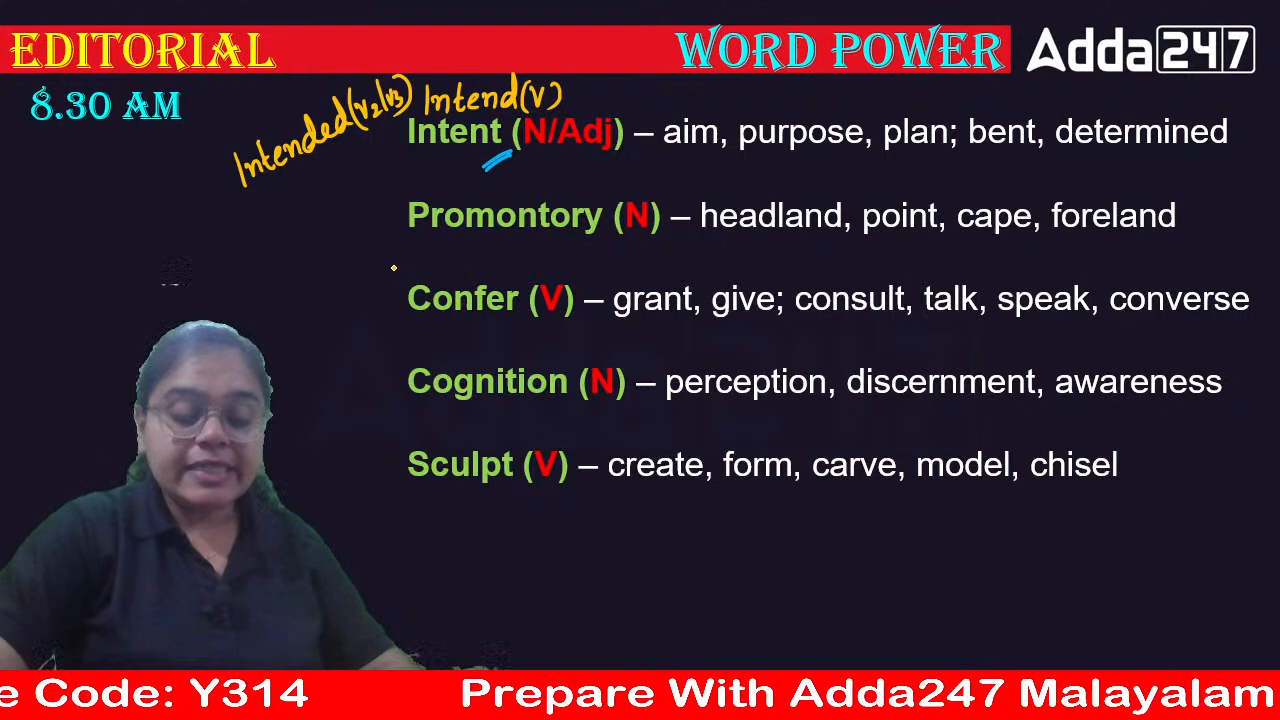 EDITORIAL
WORD POWER
Adda247
8.30 AM
Intended(V2/V3)
Intend(V)
Intent (N/Adj) – aim, purpose, plan; bent, determined
Promontory (N) – headland, point, cape, foreland
Confer (V) – grant, give; consult, talk, speak, converse
Cognition (N) – perception, discernment, awareness
Sculpt (V) – create, form, carve, model, chisel
e Code: Y314
Prepare With Adda247 Malayalam